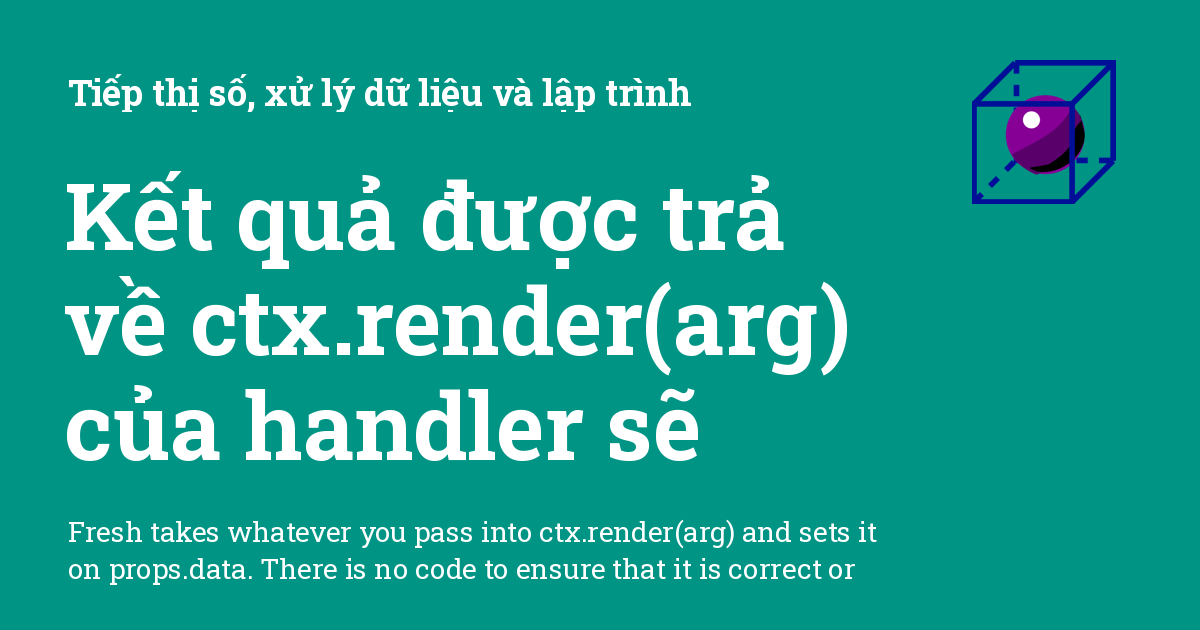 Tiếp thị số, xử lý dữ liệu và lập trình
Kết quả được trả
về ctx.render(arg)
của handler sẽ
Fresh takes whatever you pass into ctx.render(arg) and sets it
on props.data. There is no code to ensure that it is correct or